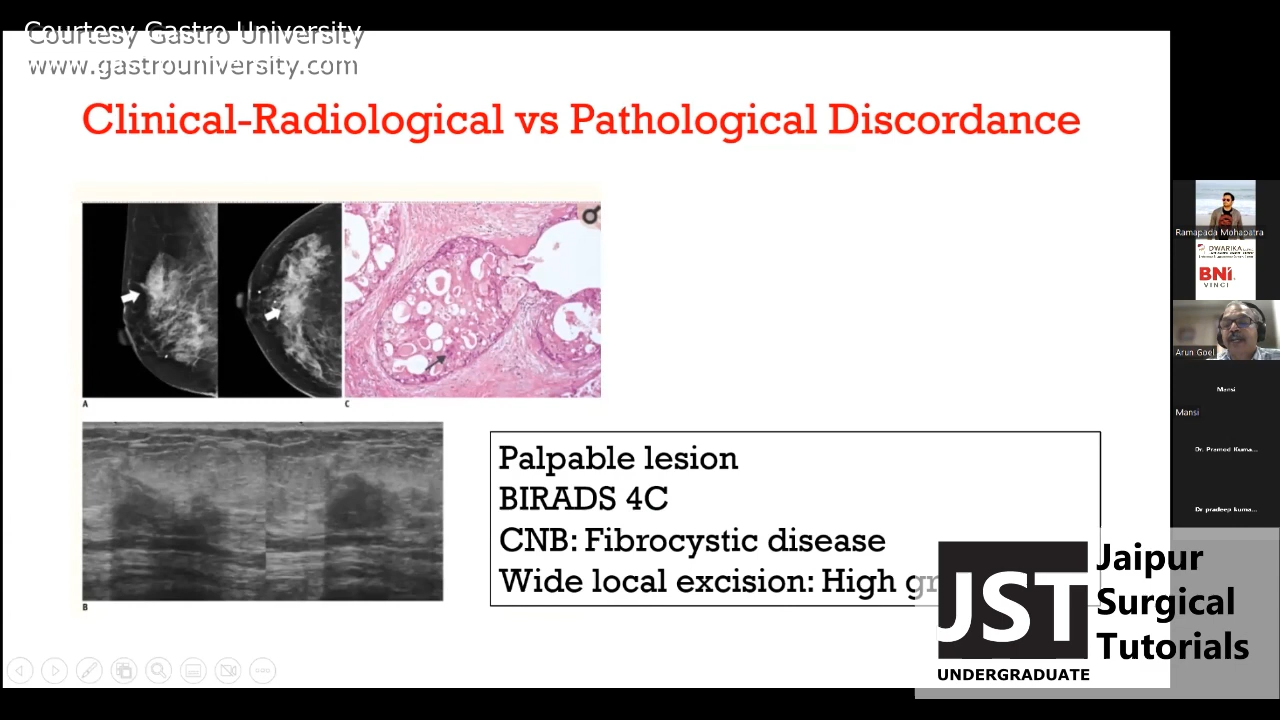 Courtesy Gastro University
www.gastrouniversity.com
Clinical-Radiological vs Pathological Discordance
A
C
B
Palpable lesion
BIRADS 4C
CNB: Fibrocystic disease
Wide local excision: High
Ramapada Mohapatra
DWARIKA
BNI
VINCI
Arun Goel
Mansi
Mansi
Dr. Pramod Kuma...
Dr pradeep kuma...
JST
UNDERGRADUATE
Jaipur
Surgical
Tutorials